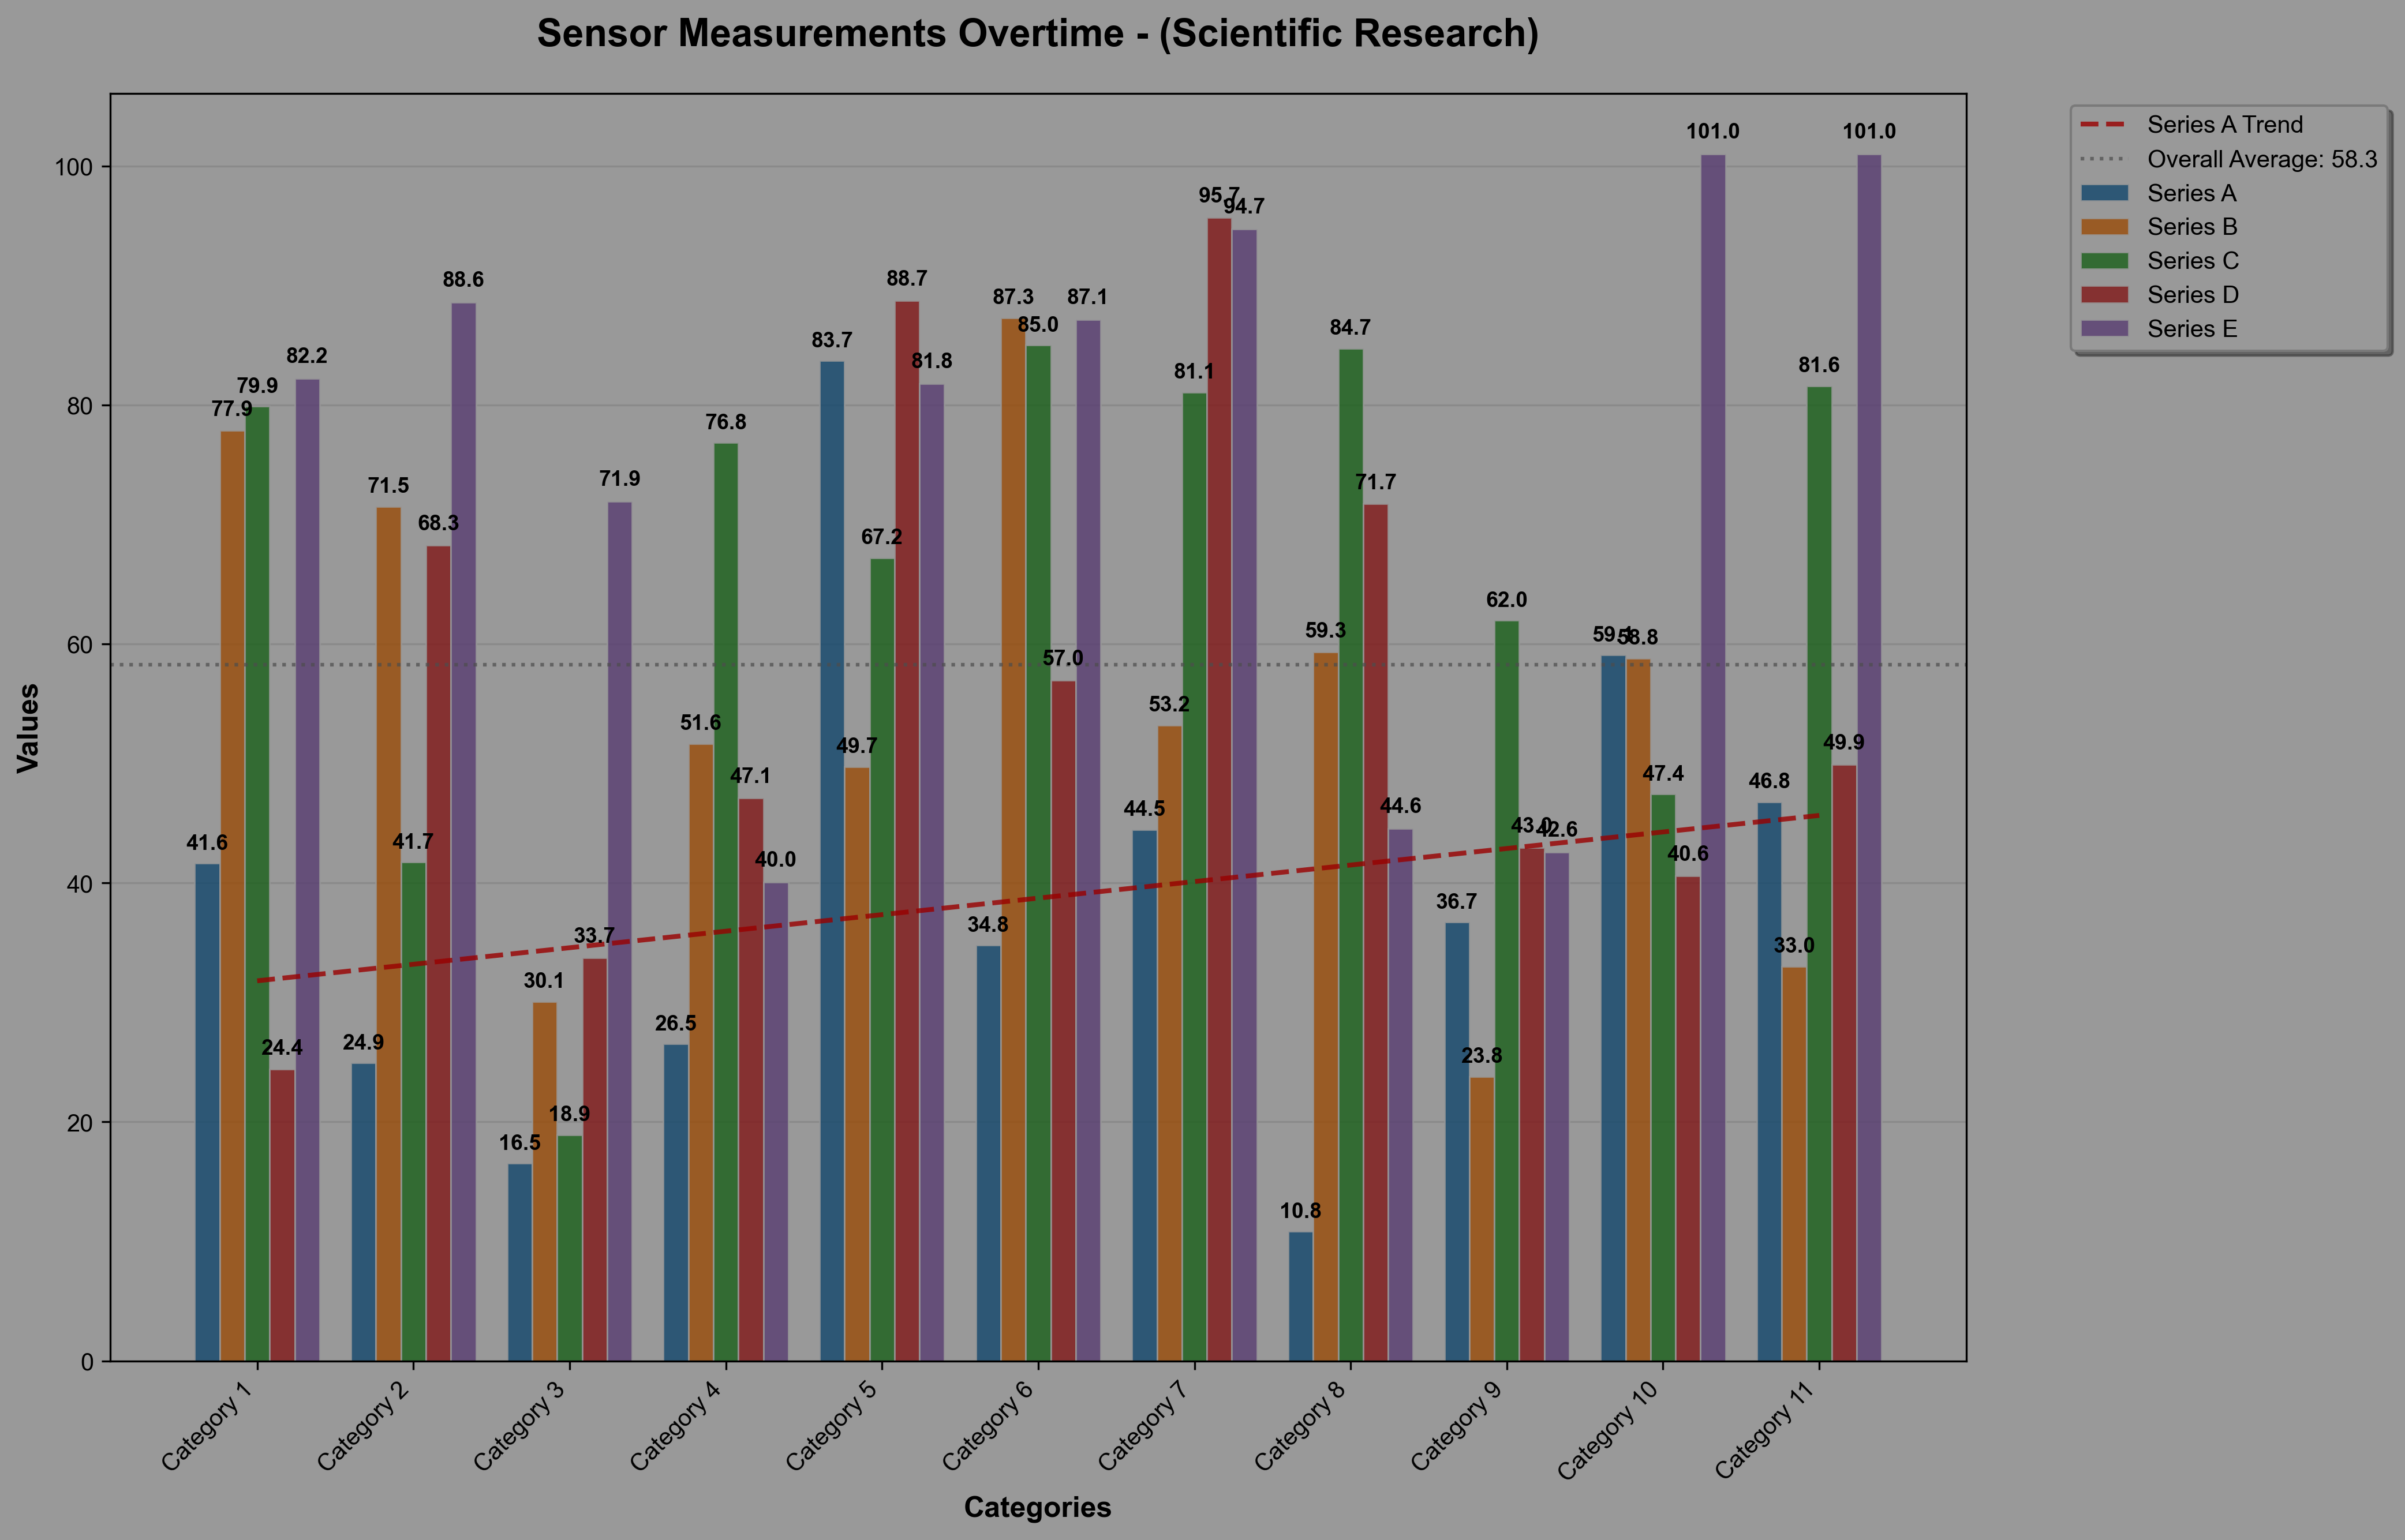 Sensor Measurements Overtime - (Scientific Research)
Series A Trend
Overall Average: 58.3
Series A
Series B
Series C
Series D
Series E
Values
100
80
60
40
20
0
41.6
77.9
79.9
24.4
82.2
24.9
71.5
41.7
68.3
88.6
16.5
30.1
18.9
33.7
71.9
26.5
51.6
76.8
47.1
40.0
83.7
49.7
67.2
88.7
81.8
34.8
87.3
85.0
57.0
87.1
44.5
53.2
81.1
95.7
94.7
10.8
59.3
84.7
71.7
44.6
36.7
23.8
62.0
43.0
42.6
59.1
58.8
47.4
40.6
101.0
46.8
33.0
81.6
49.9
101.0
Category 1
Category 2
Category 3
Category 4
Category 5
Category 6
Category 7
Category 8
Category 9
Category 10
Category 11
Categories